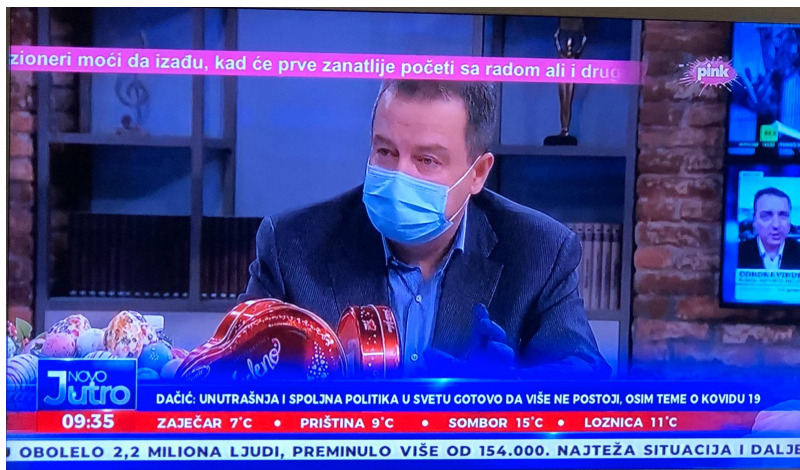 zioneri moći da izađu, kad će prve zanatlije početi sa radom ali i drug
pink
NOVO
Jutro
DAČIĆ: UNUTRAŠNJA I SPOLJNA POLITIKA U SVETU GOTOVO DA VIŠE NE POSTOJI, OSIM TEME O KOVIDU 19
09:35 ZAJEČAR 7°C • PRIŠTINA 9°C • SOMBOR 15°C • LOZNICA 11°C
J OBOLELO 2,2 MILIONA LJUDI, PREMINULO VIŠE OD 154.000. NAJTEŽA SITUACIJA I DALJE